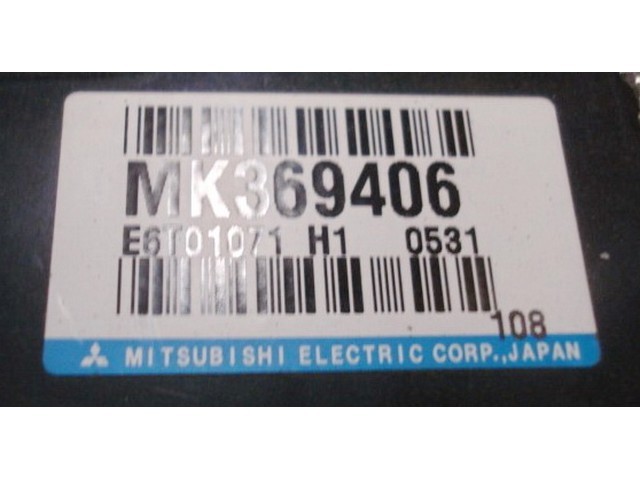 MK369406
E6T01071 H1 0531
108
MITSUBISHI ELECTRIC CORP.,JAPAN